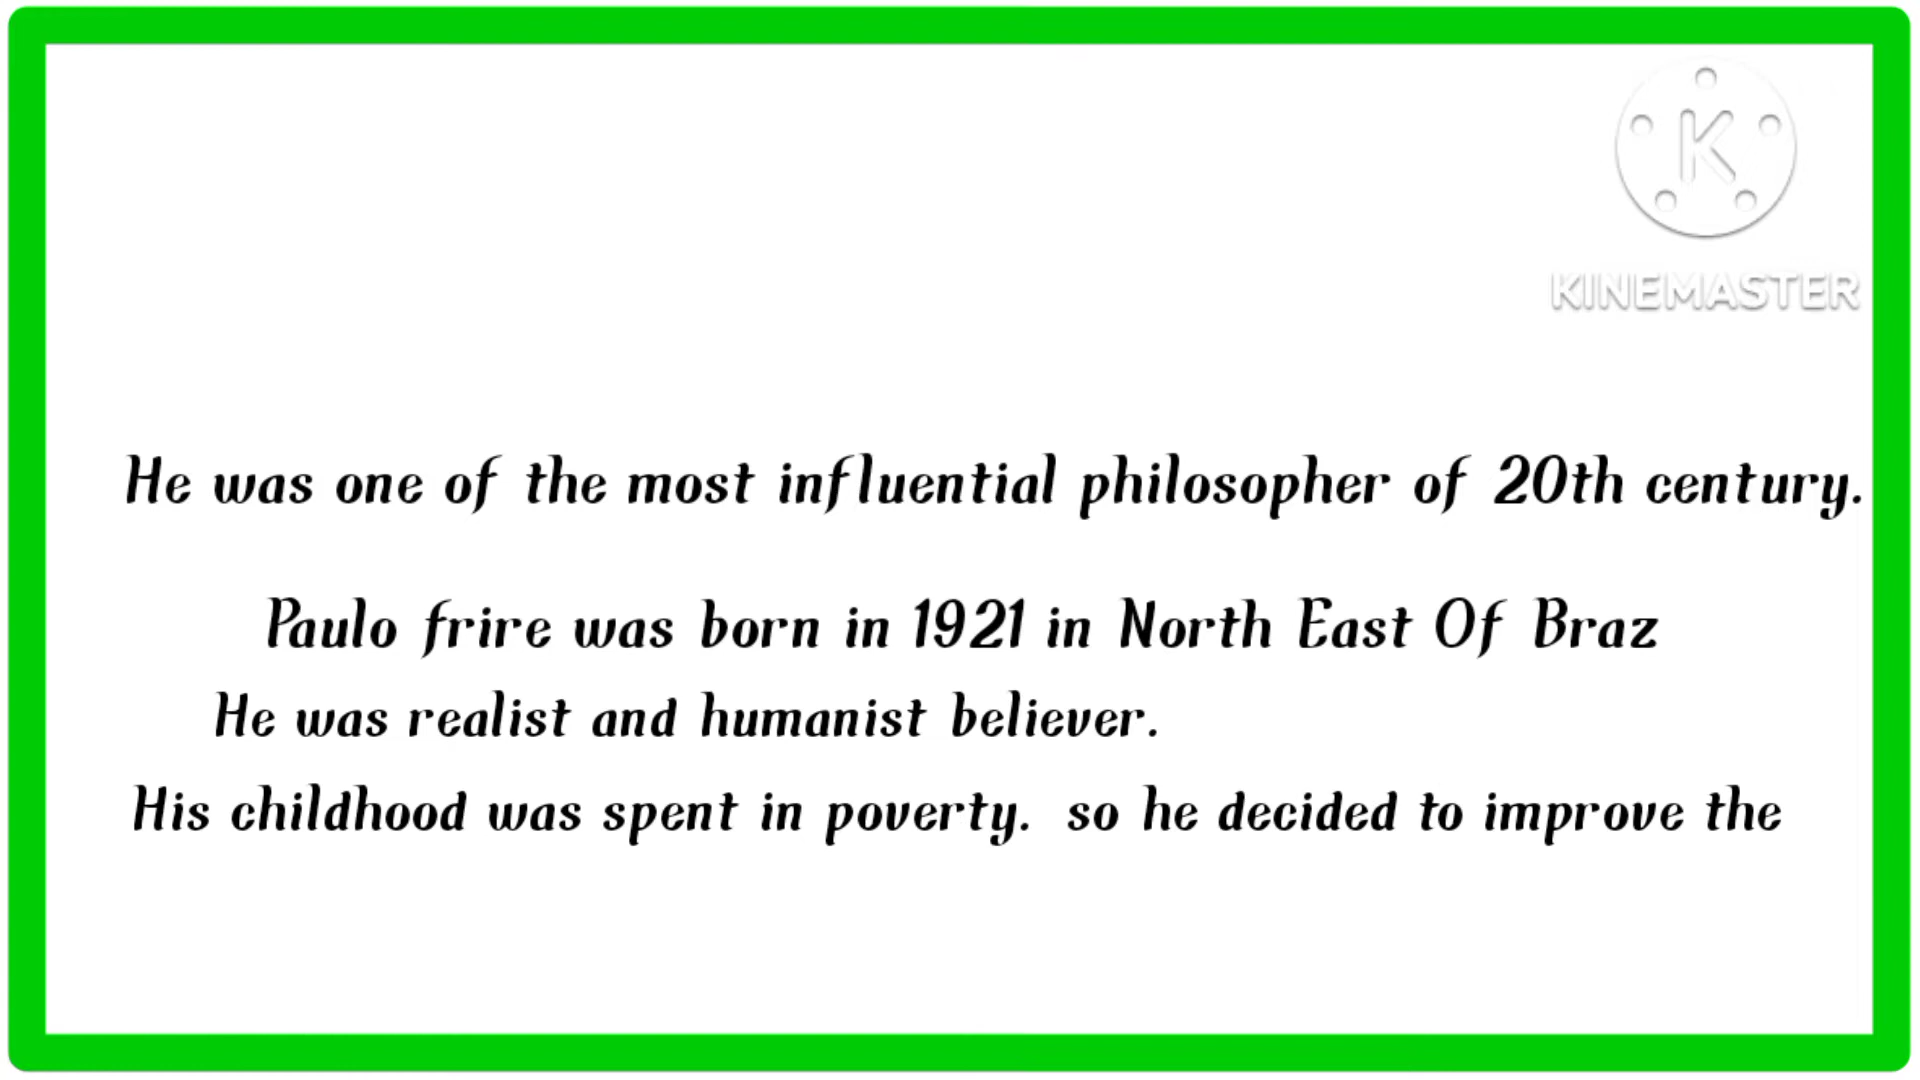 K
KINEMASTER
He was one of the most influential philosopher of 20th century.
Paulo frire was born in 1921 in North East Of Braz
He was realist and humanist believer.
His childhood was spent in poverty. so he decided to improve the